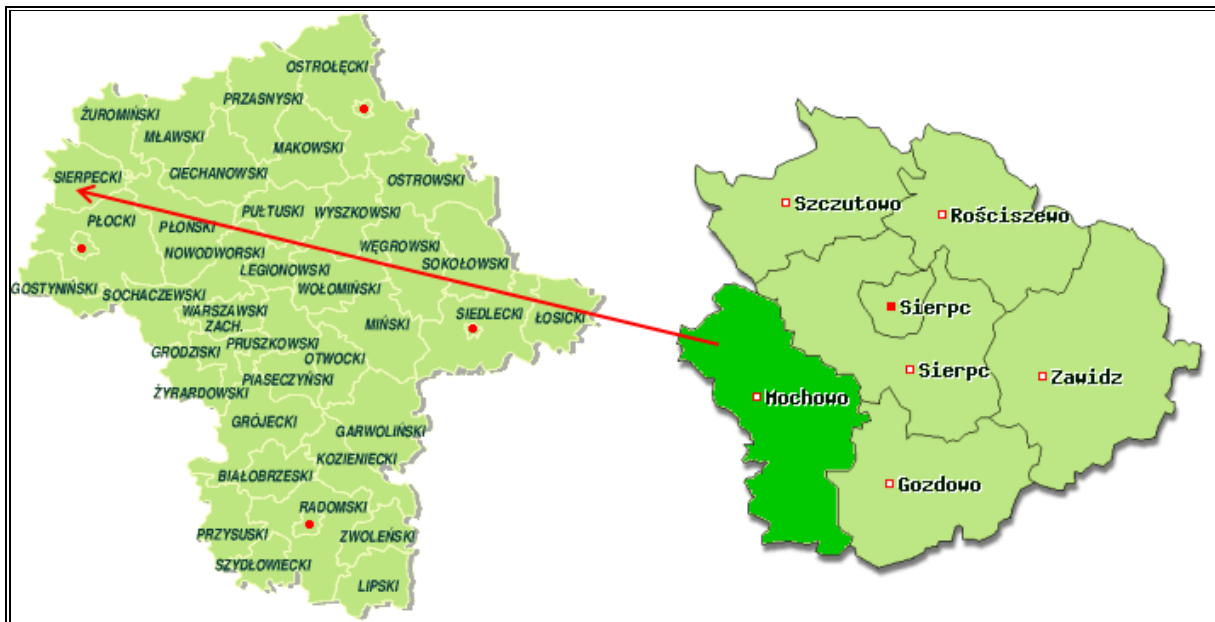 OSTROŁĘCKI
PRZASNYSKI
ŻUROMIŃSKI
MŁAWSKI
MAKOWSKI
SIERPECKI
CIECHANOWSKI
OSTROWSKI
PŁOCKI
PŁOŃSKI
PUŁTUSKI
WYSZKOWSKI
NOWODWORSKI
WĘGROWSKI
SOKOŁOWSKI
LEGIONOWSKI
GOSTYNIŃSKI
SOCHACZEWSKI
WOŁOMIŃSKI
WARSZAWSKI
ZACH.
MIŃSKI
SIEDLECKI
ŁOSICKI
GRODZISKI
PRUSZKOWSKI
OTWOCKI
PIASECZYŃSKI
ŻYRARDOWSKI
GRÓJECKI
GARWOLIŃSKI
KOZIENIECKI
BIAŁOBRZESKI
RADOMSKI
PRZYSUSKI
ZWOLEŃSKI
SZYDŁOWIECKI
LIPSKI
Szczutowo
Rościszewo
Sierpc
Sierpc
Zawidz
Mochowo
Gozdowo